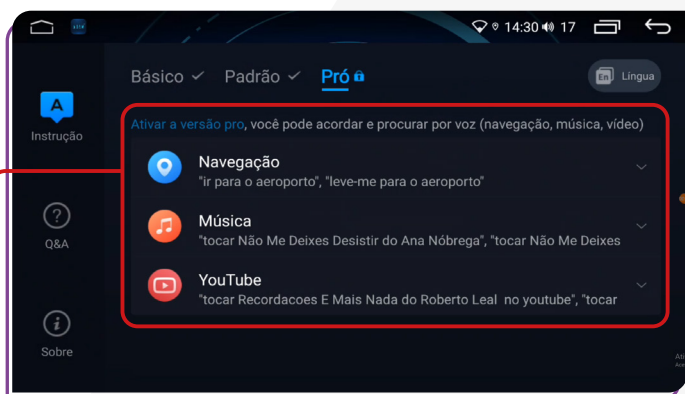 14:30 17
Básico Padrão Pró
En Língua
A
Instrução
Ativar a versão pro, você pode acordar e procurar por voz (navegação, música, vídeo)
Navegação
"ir para o aeroporto", "leve-me para o aeroporto"
Música
"tocar Não Me Deixes Desistir do Ana Nóbrega", "tocar Não Me Deixes
?
Q&A
YouTube
"tocar Recordacoes E Mais Nada do Roberto Leal no youtube", "tocar
i
Sobre
Ati